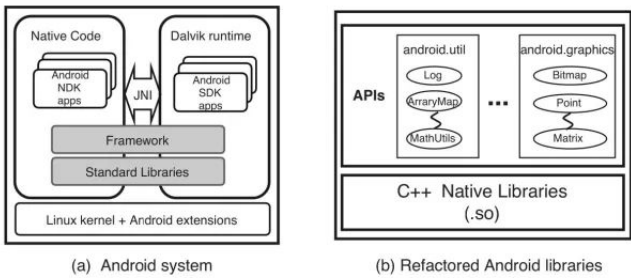 Native Code
Android
NDK
apps
JNI
Dalvik runtime
Android
SDK
apps
Framework
Standard Libraries
Linux kernel + Android extensions
(a) Android system
APIs
android.util
Log
ArraryMap
MathUtils
...
android.graphics
Bitmap
Point
Matrix
C++ Native Libraries
(.so)
(b) Refactored Android libraries